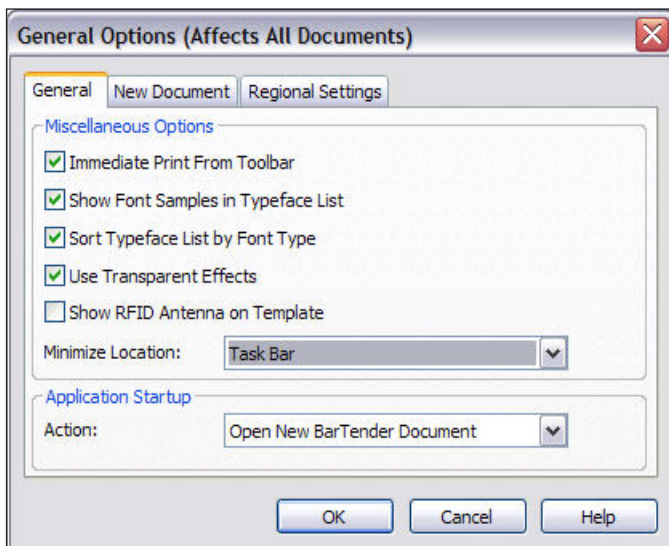 General Options (Affects All Documents)
General New Document Regional Settings
Miscellaneous Options
Immediate Print From Toolbar
Show Font Samples in Typeface List
Sort Typeface List by Font Type
Use Transparent Effects
Show RFID Antenna on Template
Minimize Location: Task Bar
Application Startup
Action: Open New BarTender Document
OK Cancel Help